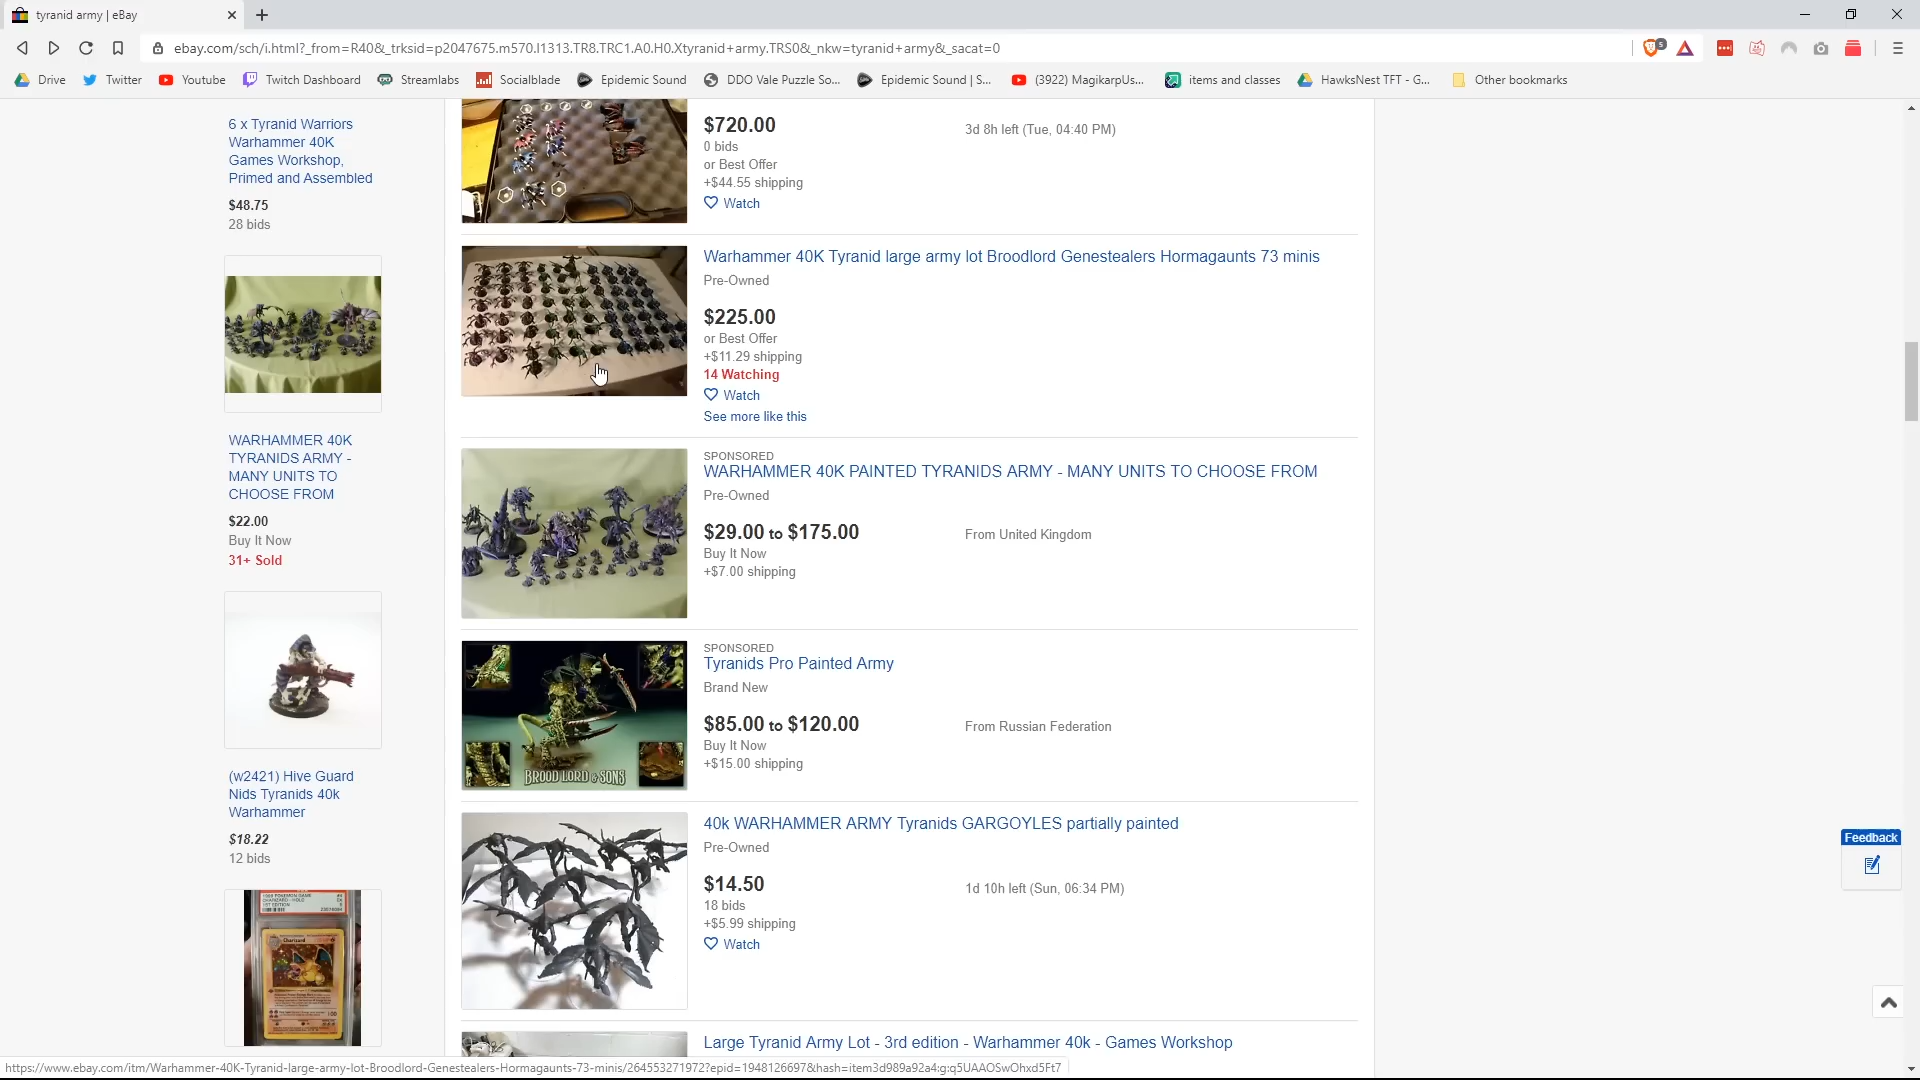 tyranid army | eBay
ebay.com/sch/i.html?_from=R40&_trksid=p2047675.m570.l1313.TR8.TRC1.A0.H0.Xtyranid+army.TRS0&_nkw=tyranid+army&_sacat=0
5
Drive
Twitter
Youtube
Twitch Dashboard
Streamlabs
Socialblade
Epidemic Sound
DDO Vale Puzzle So...
Epidemic Sound | S...
(3922) MagikarpUs...
items and classes
HawksNest TFT - G...
Other bookmarks
6 x Tyranid Warriors
Warhammer 40K
Games Workshop,
Primed and Assembled
$48.75
28 bids
WARHAMMER 40K
TYRANIDS ARMY -
MANY UNITS TO
CHOOSE FROM
$22.00
Buy It Now
31+ Sold
(w2421) Hive Guard
Nids Tyranids 40k
Warhammer
$18.22
12 bids
1999 POKEMON GAME
CHARIZARD - HOLO
1ST EDITION
Charizard
$720.00
3d 8h left (Tue, 04:40 PM)
0 bids
or Best Offer
+$44.55 shipping
Watch
Warhammer 40K Tyranid large army lot Broodlord Genestealers Hormagaunts 73 minis
Pre-Owned
$225.00
or Best Offer
+$11.29 shipping
14 Watching
Watch
See more like this
SPONSORED
WARHAMMER 40K PAINTED TYRANIDS ARMY - MANY UNITS TO CHOOSE FROM
Pre-Owned
$29.00 to $175.00
From United Kingdom
Buy It Now
+$7.00 shipping
SPONSORED
Tyranids Pro Painted Army
Brand New
$85.00 to $120.00
From Russian Federation
Buy It Now
+$15.00 shipping
BROOD LORD & SONS
40k WARHAMMER ARMY Tyranids GARGOYLES partially painted
Pre-Owned
$14.50
1d 10h left (Sun, 06:34 PM)
18 bids
+$5.99 shipping
Watch
Large Tyranid Army Lot - 3rd edition - Warhammer 40k - Games Workshop
Feedback
https://www.ebay.com/itm/Warhammer-40K-Tyranid-large-army-lot-Broodlord-Genestealers-Hormagaunts-73-minis/264553271972?epid=1948126697&hash=item3d989a92a4:g:q5UAAOSwOhxd5Ft7